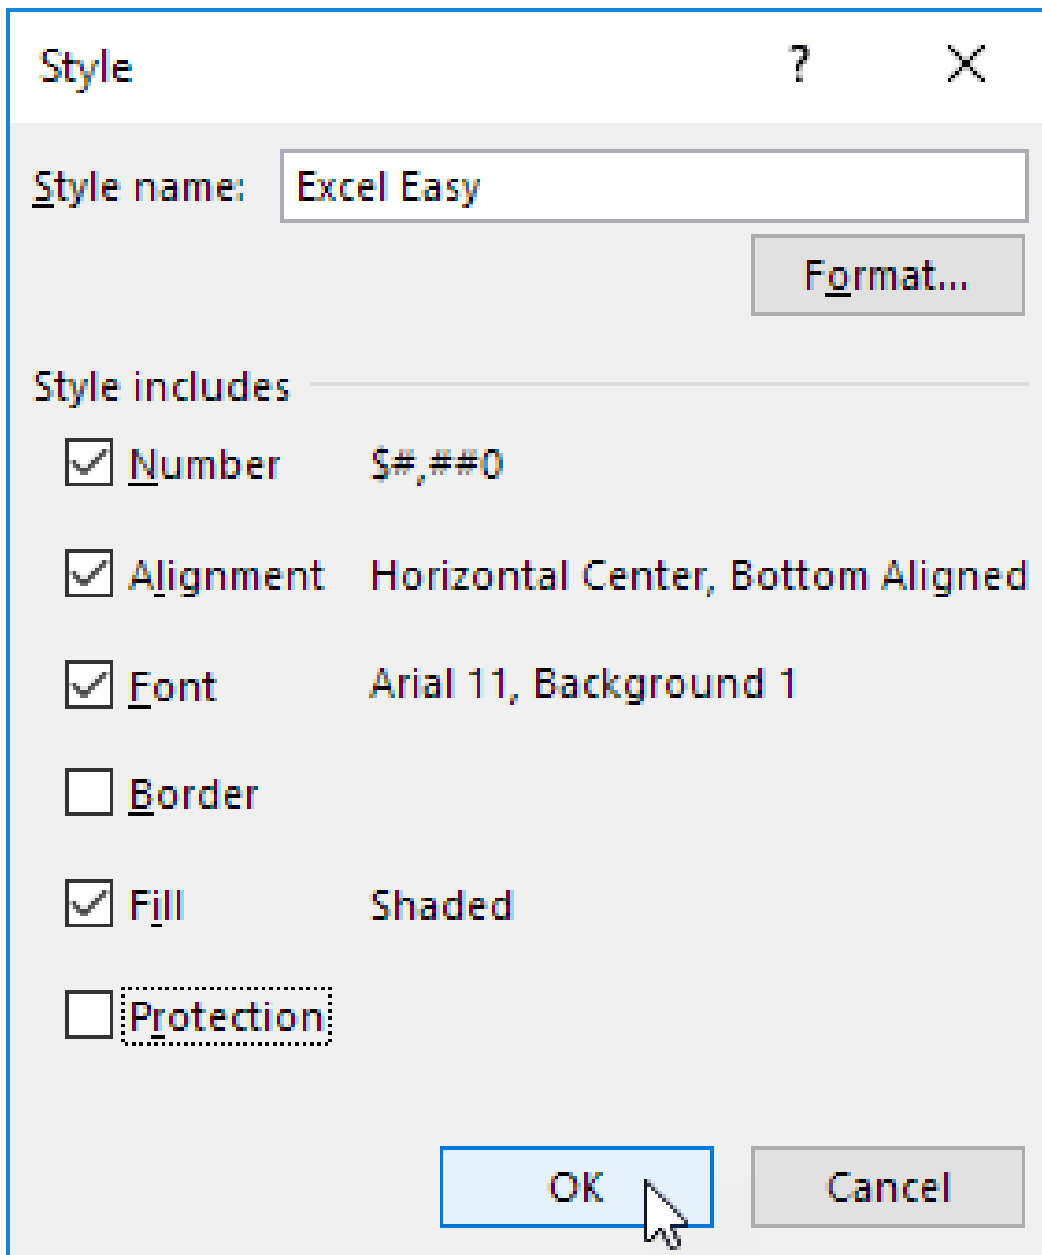 Style ?
Style name: Excel Easy
Format...
Style includes
Number $#,##0
Alignment Horizontal Center, Bottom Aligned
Font Arial 11, Background 1
Border
Fill Shaded
Protection
OK Cancel